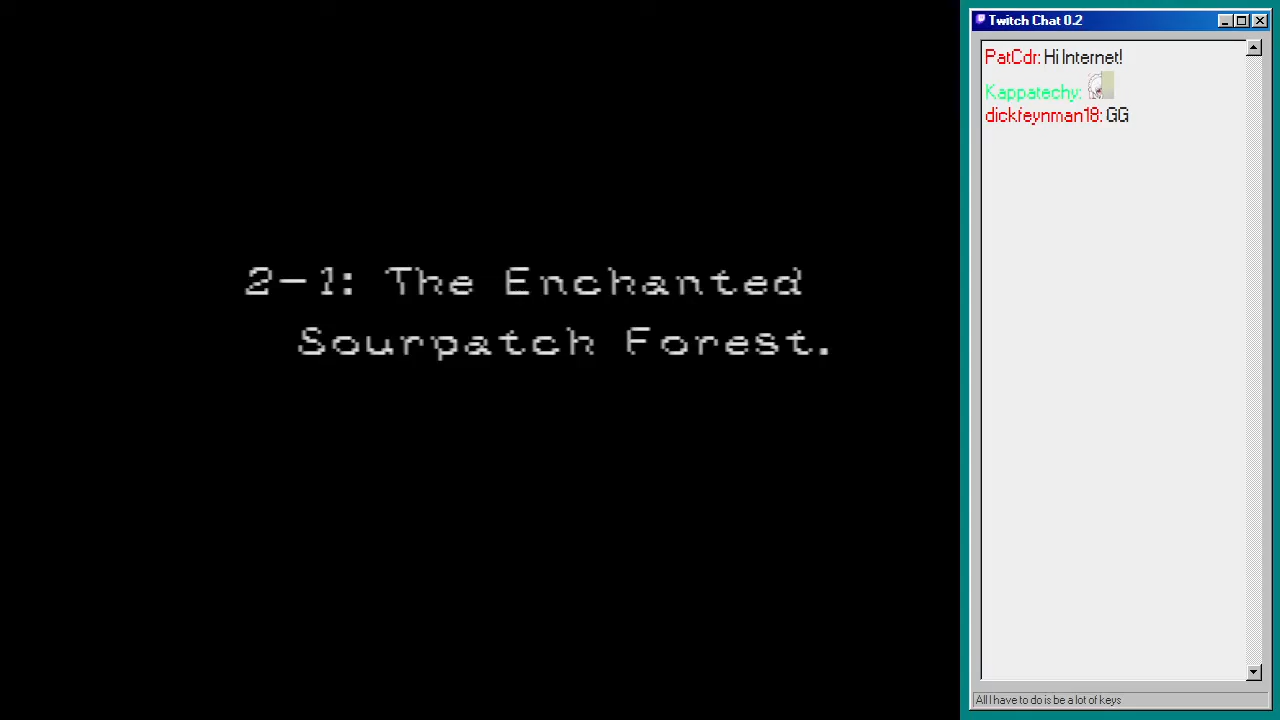 2-1: The Enchanted
Sourpatch Forest.
Twitch Chat 0.2
PatCdr: Hi Internet!
Kappatechy:
dickfeynman18: GG
All I have to do is be a lot of keys